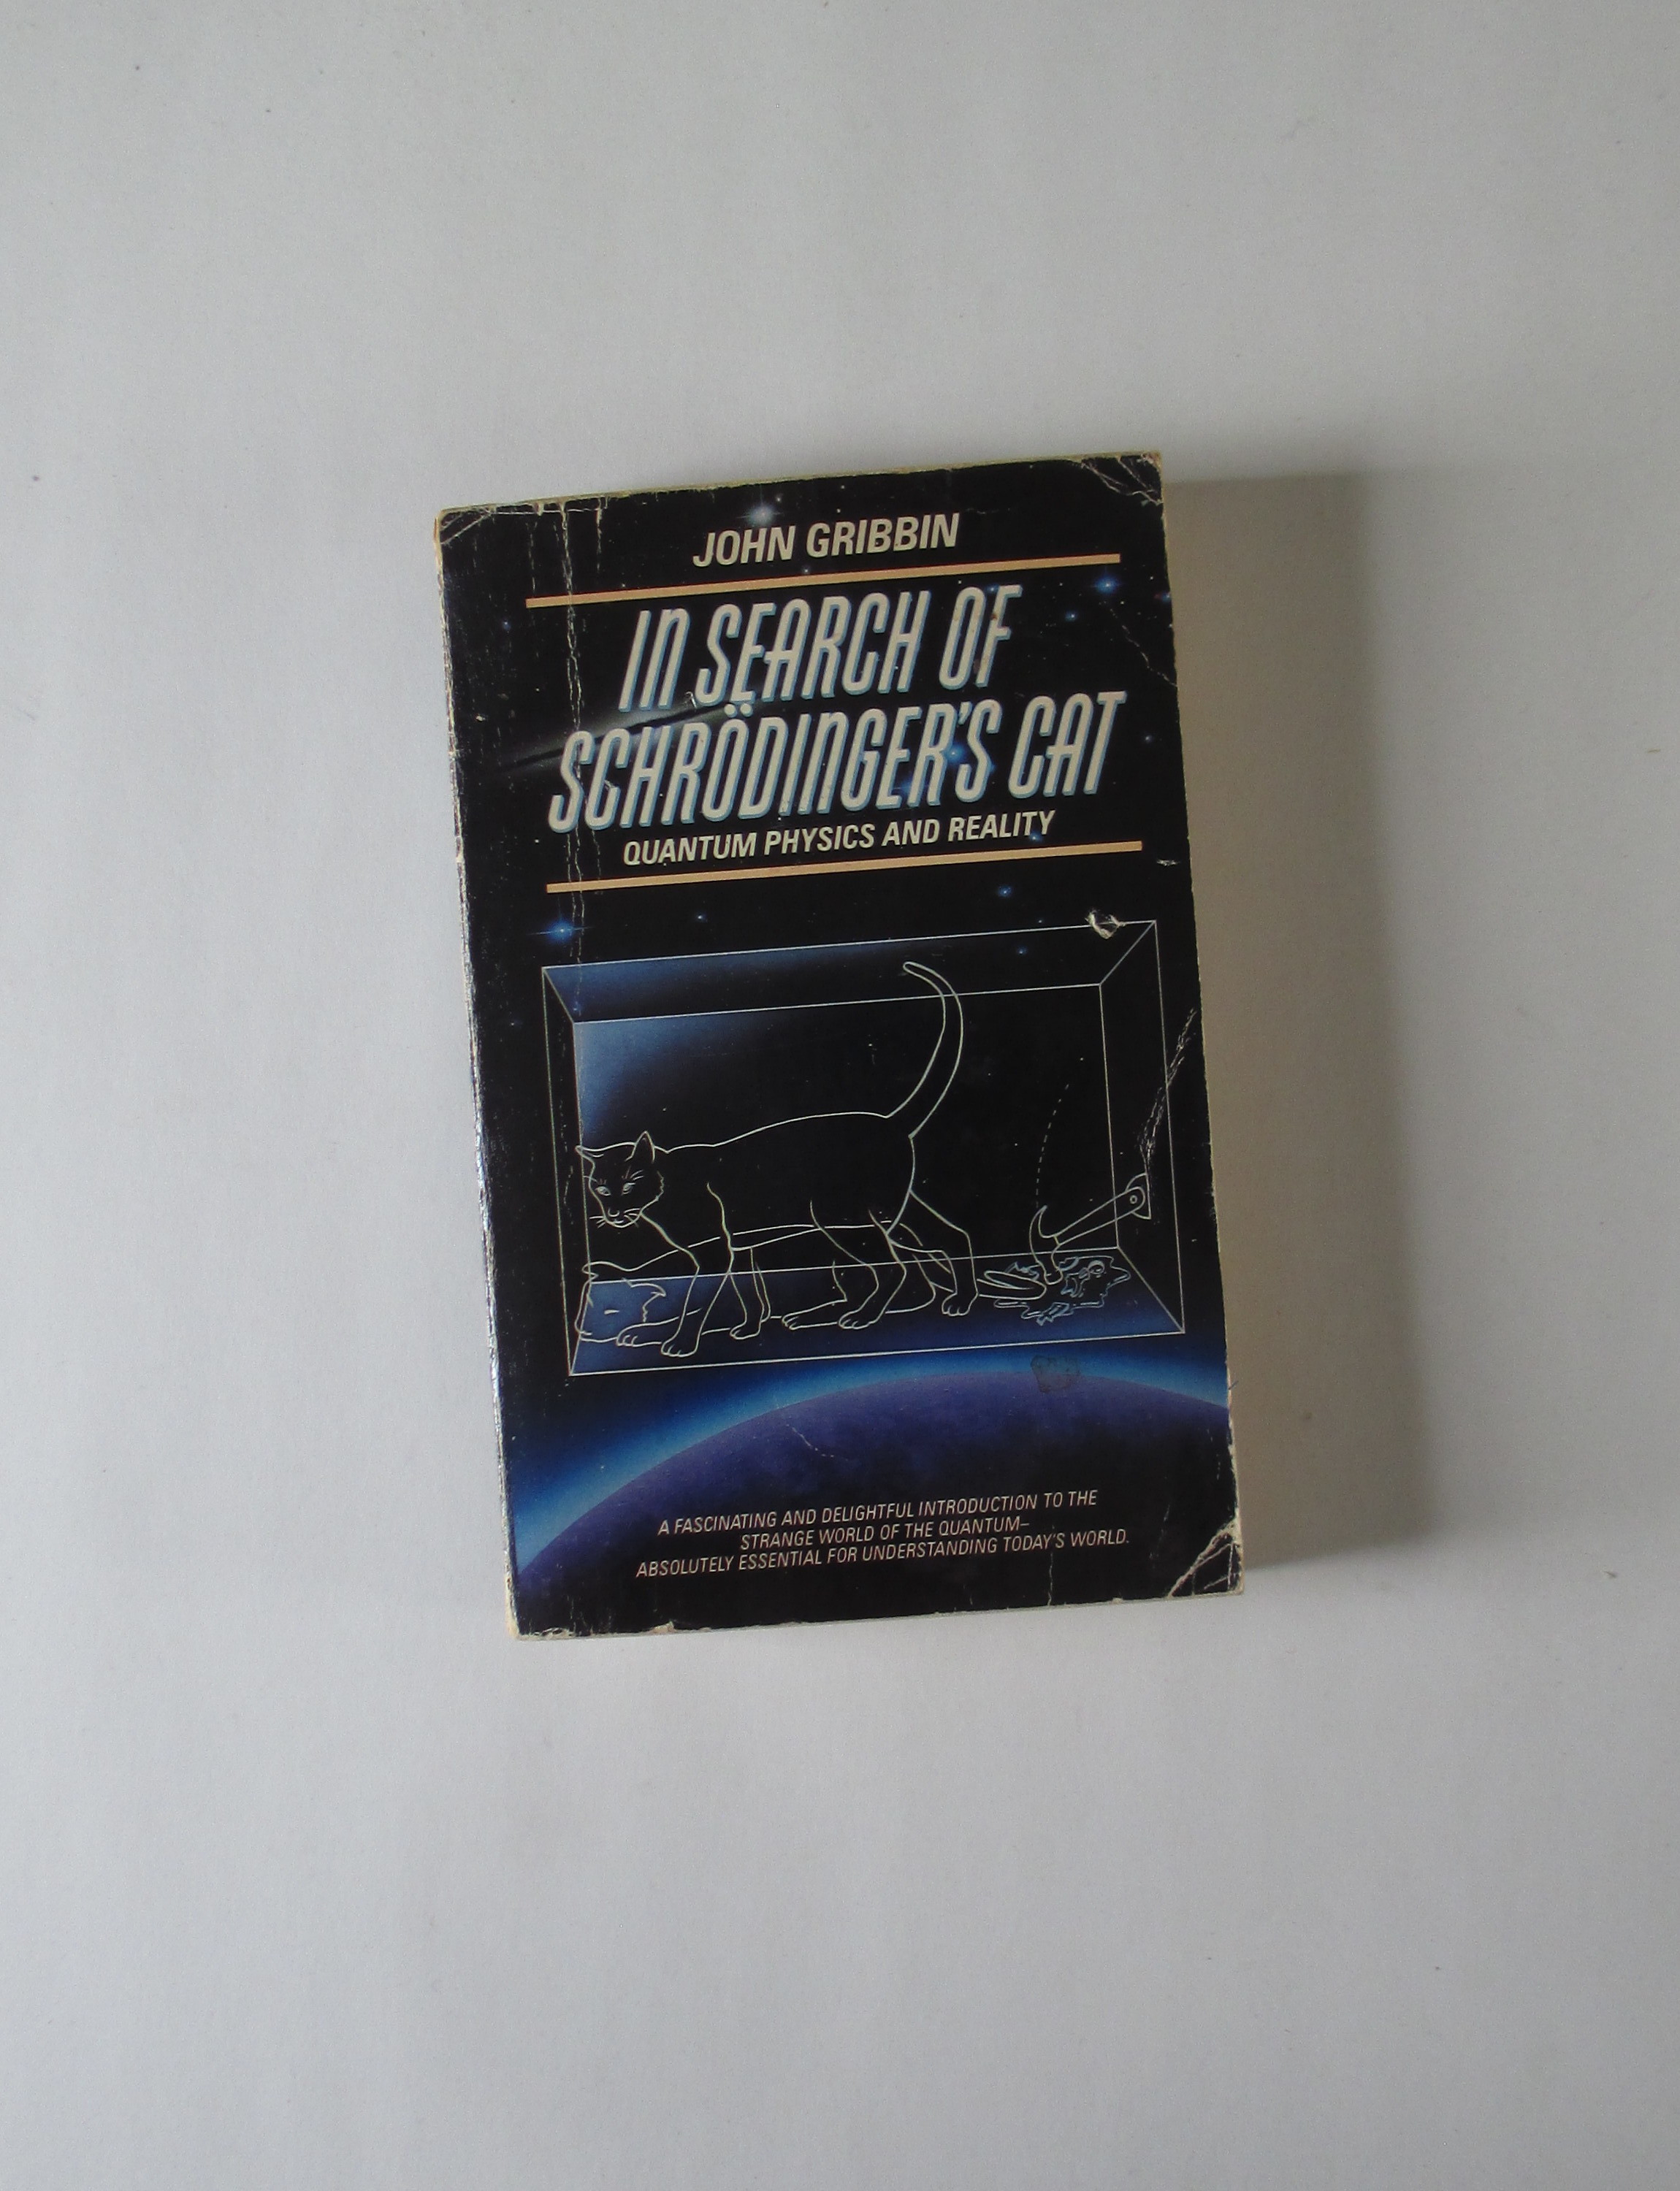 JOHN GRIBBIN
IN SEARCH OF
SCHRÖDINGER'S CAT
QUANTUM PHYSICS AND REALITY
A FASCINATING AND DELIGHTFUL INTRODUCTION TO THE
STRANGE WORLD OF THE QUANTUM–
ABSOLUTELY ESSENTIAL FOR UNDERSTANDING TODAY'S WORLD.